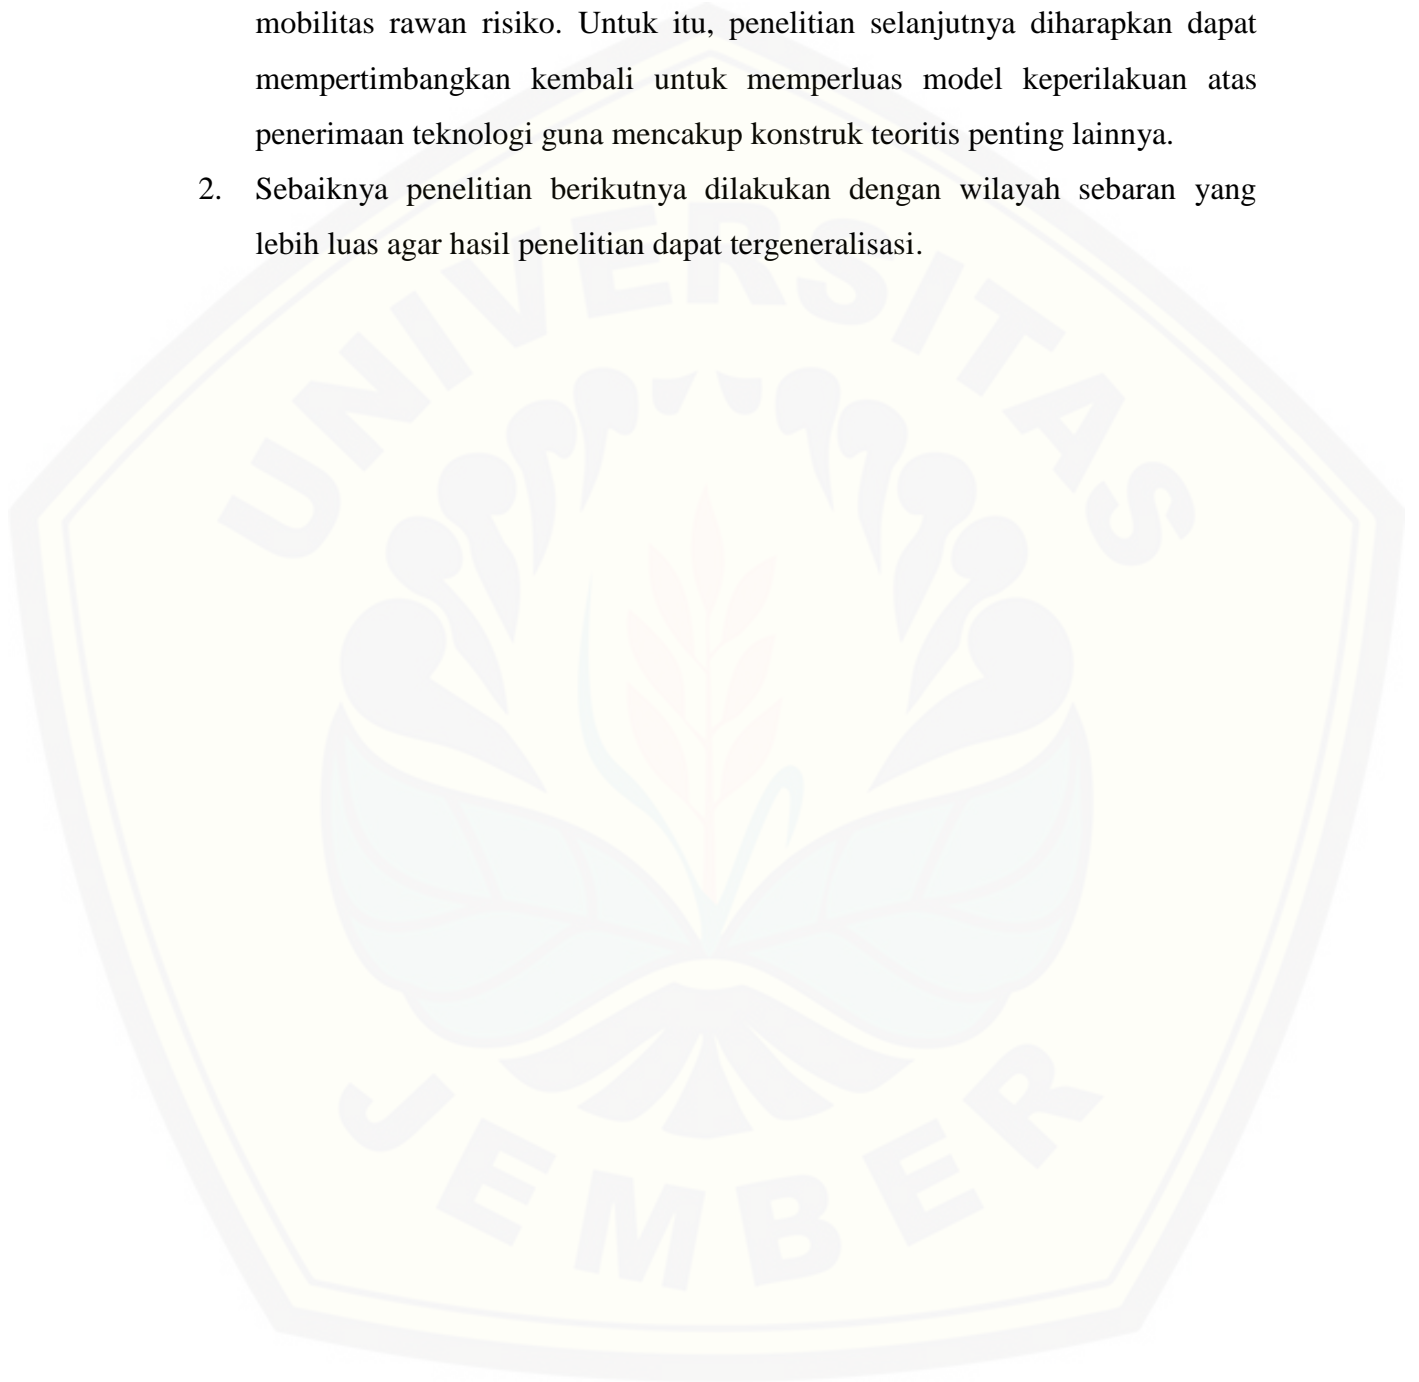 mobilitas rawan risiko. Untuk itu, penelitian selanjutnya diharapkan dapat
mempertimbangkan kembali untuk memperluas model keperilakuan atas
penerimaan teknologi guna mencakup konstruk teoritis penting lainnya.
2. Sebaiknya penelitian berikutnya dilakukan dengan wilayah sebaran yang
lebih luas agar hasil penelitian dapat tergeneralisasi.
UNIVERSITAS
JEMBER